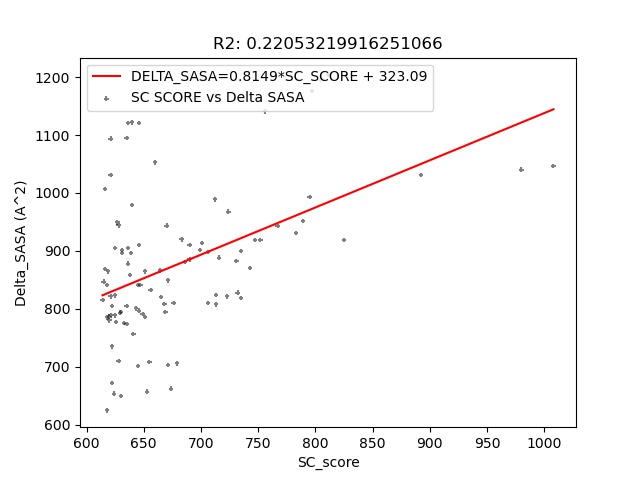 R2: 0.22053219916251066
DELTA_SASA=0.8149*SC_SCORE + 323.09
SC SCORE vs Delta SASA
Delta_SASA (A^2)
1200
1100
1000
900
800
700
600
600 650 700 750 800 850 900 950 1000
SC_score